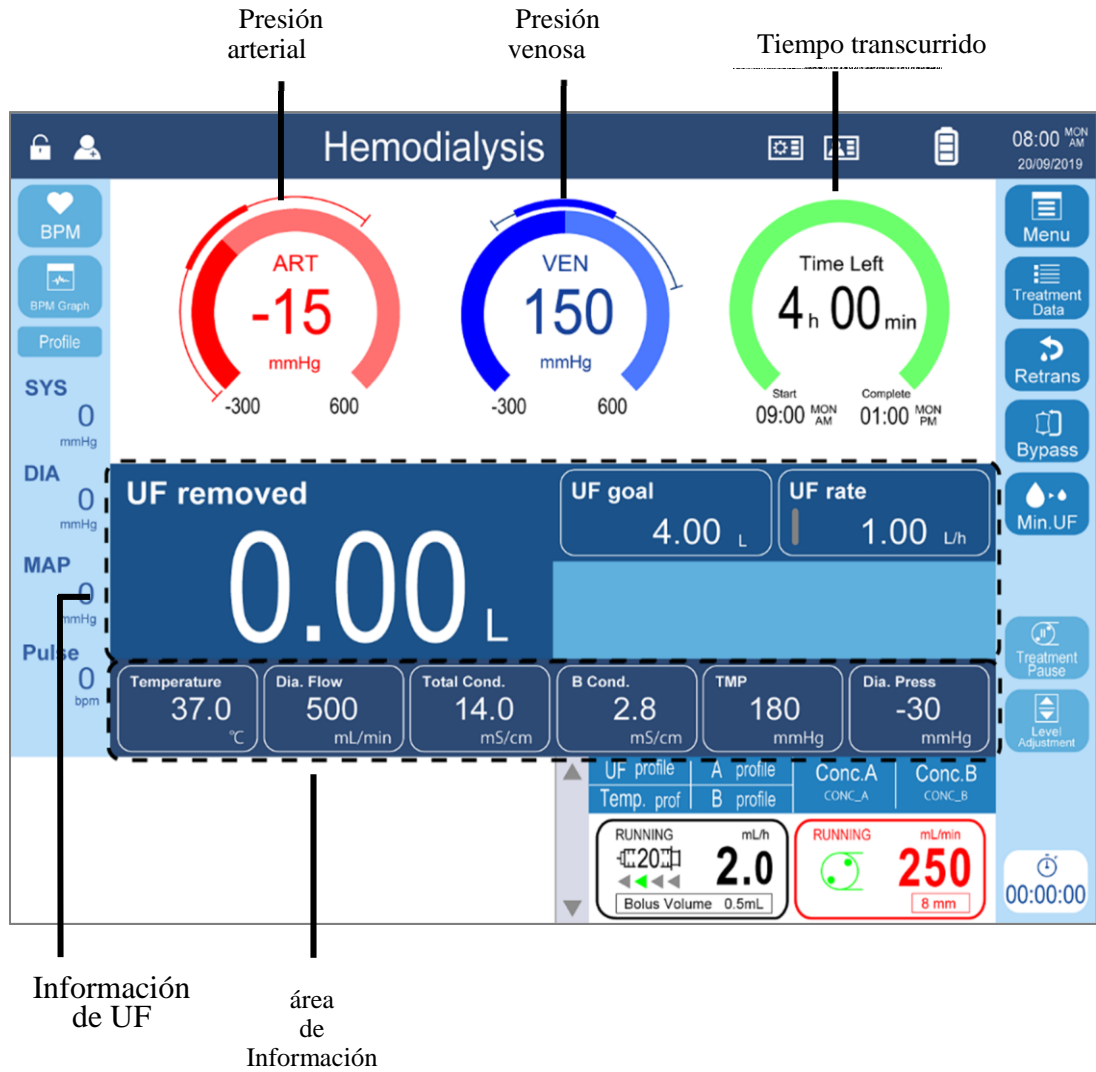 Presión
arterial
Presión
venosa
Tiempo transcurrido
Hemodialysis
08:00 MON AM
20/09/2019
BPM
BPM Graph
Profile
SYS
0
mmHg
DIA
0
mmHg
MAP
0
mmHg
Pulse
0
bpm
ART
-15
mmHg
-300 600
VEN
150
mmHg
-300 600
Time Left
4 h 00 min
Start Complete
09:00 MON AM 01:00 MON PM
Menu
Treatment
Data
Retrans
Bypass
Min.UF
Treatment
Pause
Level
Adjustment
00:00:00
UF removed
0.00 L
UF goal
4.00 L
UF rate
1.00 L/h
Temperature
37.0
℃
Dia. Flow
500
mL/min
Total Cond.
14.0
mS/cm
B Cond.
2.8
mS/cm
TMP
180
mmHg
Dia. Press
-30
mmHg
UF profile A profile
Temp. prof B profile
Conc.A
CONC_A
Conc.B
CONC_B
RUNNING mL/h
20 2.0
Bolus Volume 0.5mL
RUNNING mL/min
250
8 mm
Información
de UF
área
de
Información